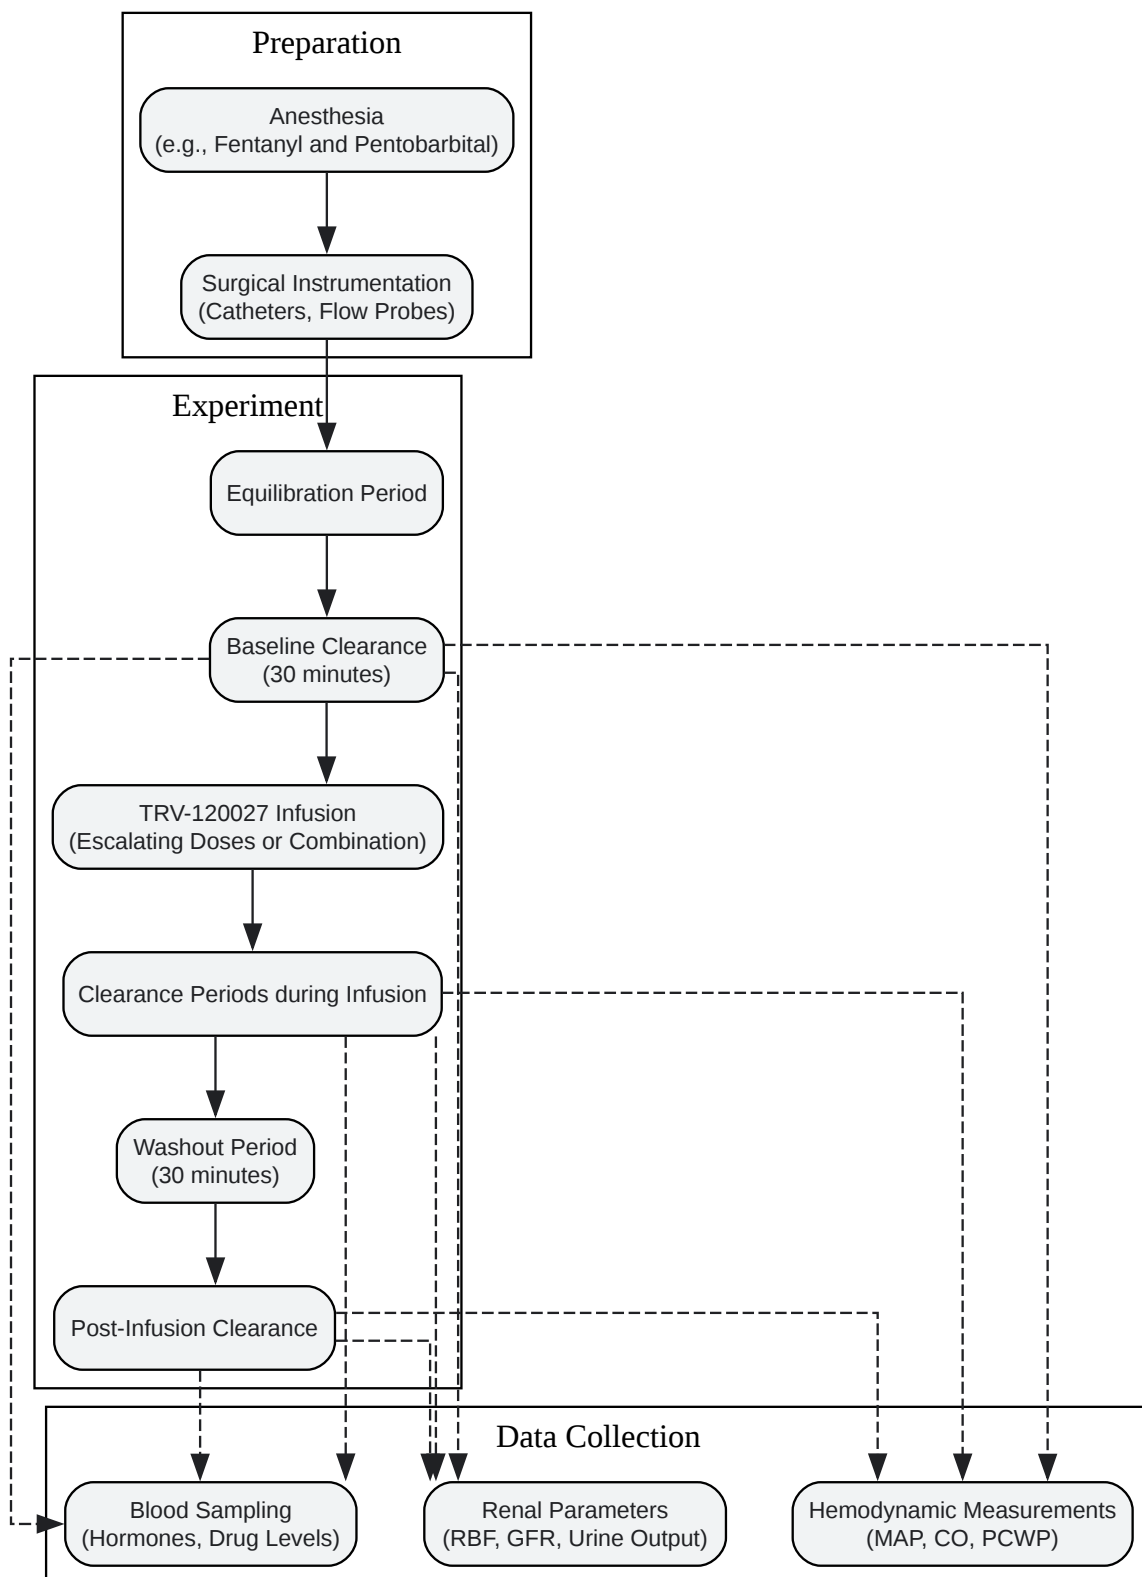 Preparation
Anesthesia
(e.g., Fentanyl and Pentobarbital)
Surgical Instrumentation
(Catheters, Flow Probes)
Experiment
Equilibration Period
Baseline Clearance
(30 minutes)
TRV-120027 Infusion
(Escalating Doses or Combination)
Clearance Periods during Infusion
Washout Period
(30 minutes)
Post-Infusion Clearance
Data Collection
Blood Sampling
(Hormones, Drug Levels)
Renal Parameters
(RBF, GFR, Urine Output)
Hemodynamic Measurements
(MAP, CO, PCWP)